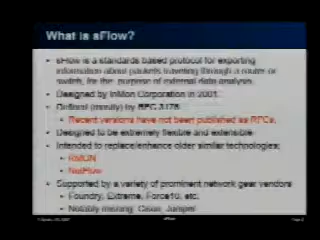 What is sFlow?
• sFlow is a standards based protocol for exporting
information about packets traveling through a router or
switch, for the purpose of external data analysis.
• Designed by InMon Corporation in 2001.
• Defined (mostly) by RFC 3176
• Recent versions have not been published as RFCs.
• Designed to be extremely flexible and extensible
• Intended to replace/enhance older similar technologies;
• RMON
• NetFlow
• Supported by a variety of prominent network gear vendors
• Foundry, Extreme, Force10, etc.
• Notably missing: Cisco, Juniper